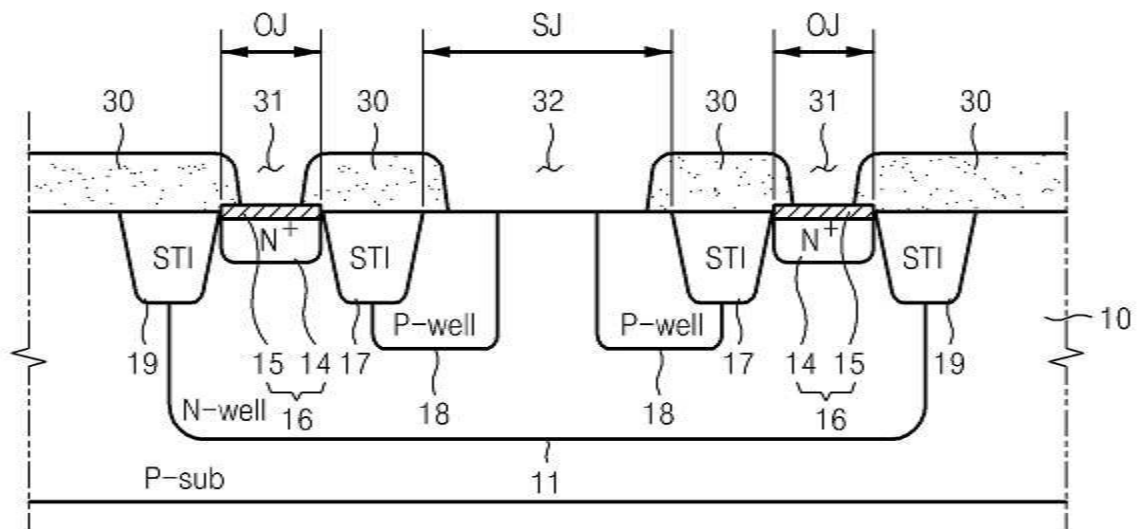 OJ SJ OJ
30 31 30 32 30 31 30
STI N+ STI STI N+ STI
P-well P-well
10
19 15 14 17 18 18 17 14 15 19
N-well 16 16
P-sub 11